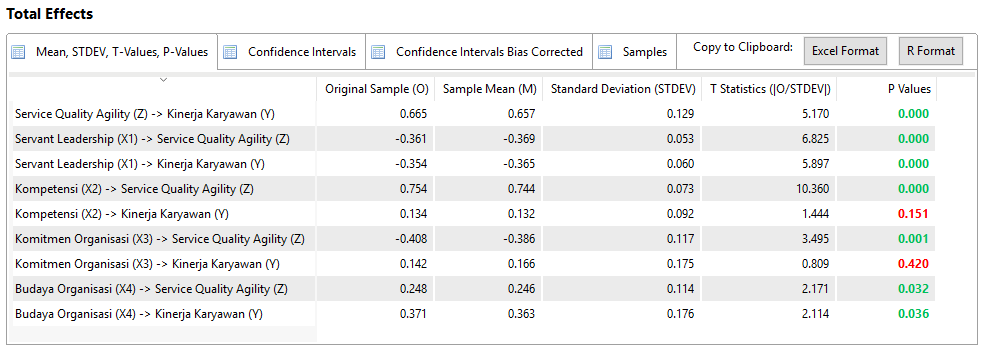 Total Effects
Mean, STDEV, T-Values, P-Values Confidence Intervals Confidence Intervals Bias Corrected Samples Copy to Clipboard: Excel Format R Format
Original Sample (O) Sample Mean (M) Standard Deviation (STDEV) T Statistics (|O/STDEV|) P Values
Service Quality Agility (Z) -> Kinerja Karyawan (Y) 0.665 0.657 0.129 5.170 0.000
Servant Leadership (X1) -> Service Quality Agility (Z) -0.361 -0.369 0.053 6.825 0.000
Servant Leadership (X1) -> Kinerja Karyawan (Y) -0.354 -0.365 0.060 5.897 0.000
Kompetensi (X2) -> Service Quality Agility (Z) 0.754 0.744 0.073 10.360 0.000
Kompetensi (X2) -> Kinerja Karyawan (Y) 0.134 0.132 0.092 1.444 0.151
Komitmen Organisasi (X3) -> Service Quality Agility (Z) -0.408 -0.386 0.117 3.495 0.001
Komitmen Organisasi (X3) -> Kinerja Karyawan (Y) 0.142 0.166 0.175 0.809 0.420
Budaya Organisasi (X4) -> Service Quality Agility (Z) 0.248 0.246 0.114 2.171 0.032
Budaya Organisasi (X4) -> Kinerja Karyawan (Y) 0.371 0.363 0.176 2.114 0.036